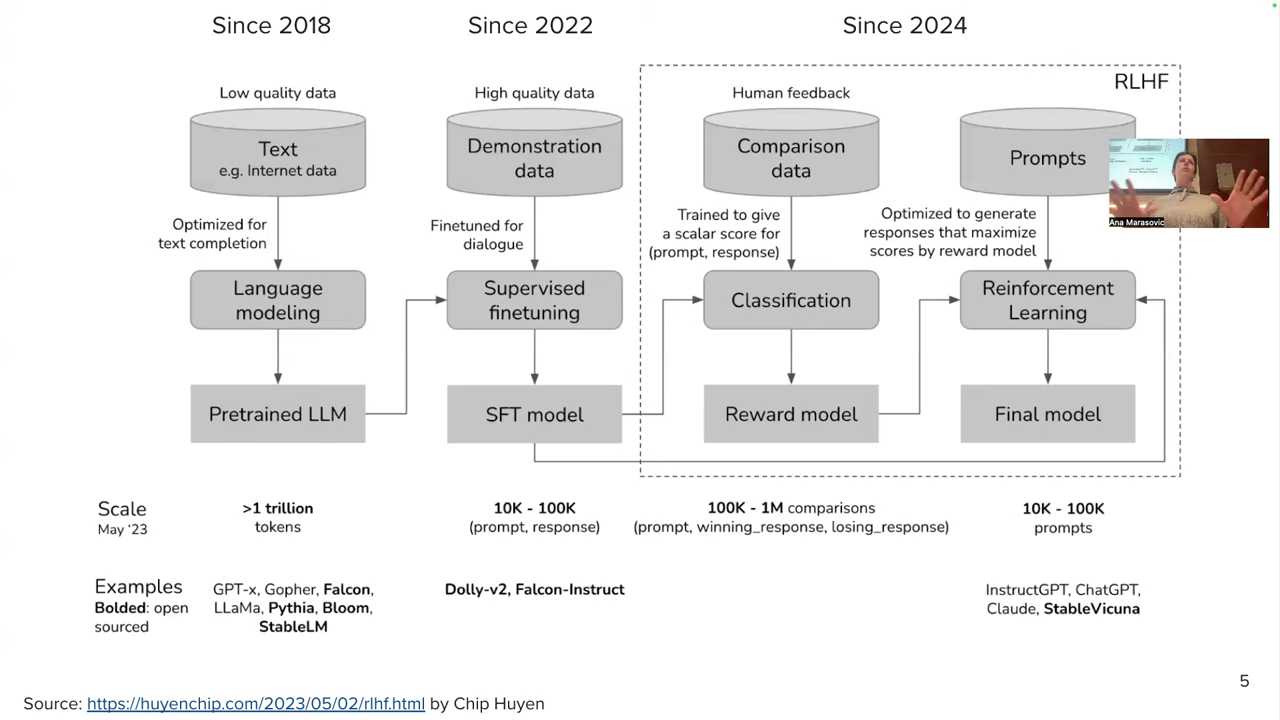 Since 2018
Since 2022
Since 2024
RLHF
Low quality data
High quality data
Human feedback
Text
e.g. Internet data
Demonstration
data
Comparison
data
Prompts
Optimized for
text completion
Finetuned for
dialogue
Trained to give
a scalar score for
(prompt, response)
Optimized to generate
responses that maximize
scores by reward model
Ana Marasovic
Language
modeling
Supervised
finetuning
Classification
Reinforcement
Learning
Pretrained LLM
SFT model
Reward model
Final model
Scale
May ‘23
>1 trillion
tokens
10K - 100K
(prompt, response)
100K - 1M comparisons
(prompt, winning_response, losing_response)
10K - 100K
prompts
Examples
Bolded: open
sourced
GPT-x, Gopher, Falcon,
LLaMa, Pythia, Bloom,
StableLM
Dolly-v2, Falcon-Instruct
InstructGPT, ChatGPT,
Claude, StableVicuna
5
Source: https://huyenchip.com/2023/05/02/rlhf.html by Chip Huyen